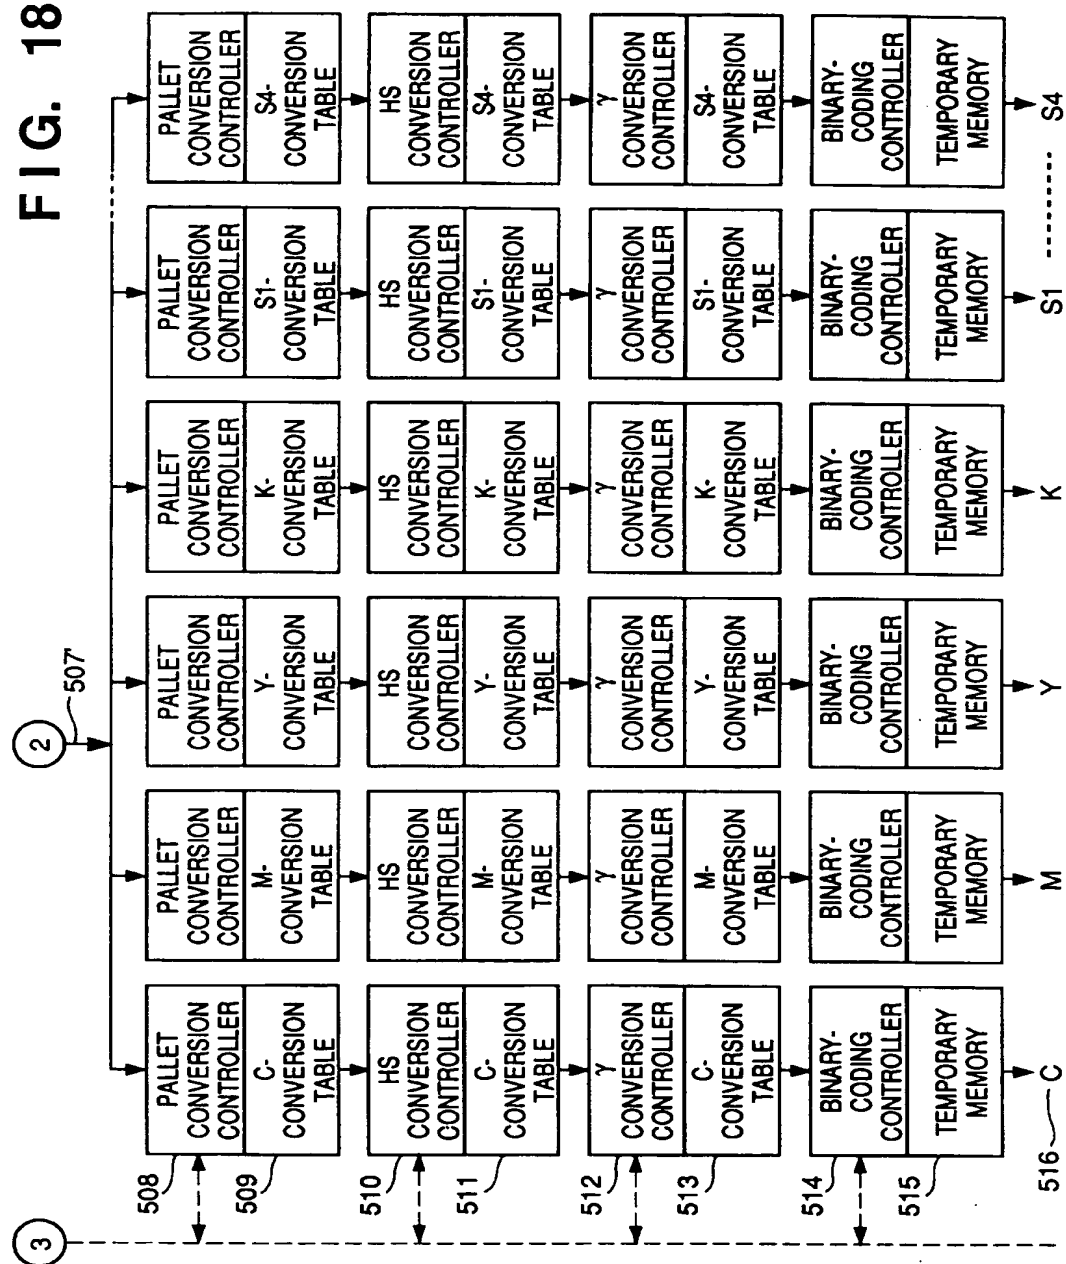 FIG. 18
2
507'
3
508
PALLET
CONVERSION
CONTROLLER
PALLET
CONVERSION
CONTROLLER
PALLET
CONVERSION
CONTROLLER
PALLET
CONVERSION
CONTROLLER
PALLET
CONVERSION
CONTROLLER
PALLET
CONVERSION
CONTROLLER
509
C-
CONVERSION
TABLE
M-
CONVERSION
TABLE
Y-
CONVERSION
TABLE
K-
CONVERSION
TABLE
S1-
CONVERSION
TABLE
S4-
CONVERSION
TABLE
510
HS
CONVERSION
CONTROLLER
HS
CONVERSION
CONTROLLER
HS
CONVERSION
CONTROLLER
HS
CONVERSION
CONTROLLER
HS
CONVERSION
CONTROLLER
HS
CONVERSION
CONTROLLER
511
C-
CONVERSION
TABLE
M-
CONVERSION
TABLE
Y-
CONVERSION
TABLE
K-
CONVERSION
TABLE
S1-
CONVERSION
TABLE
S4-
CONVERSION
TABLE
512
γ
CONVERSION
CONTROLLER
γ
CONVERSION
CONTROLLER
γ
CONVERSION
CONTROLLER
γ
CONVERSION
CONTROLLER
γ
CONVERSION
CONTROLLER
γ
CONVERSION
CONTROLLER
513
C-
CONVERSION
TABLE
M-
CONVERSION
TABLE
Y-
CONVERSION
TABLE
K-
CONVERSION
TABLE
S1-
CONVERSION
TABLE
S4-
CONVERSION
TABLE
514
BINARY-
CODING
CONTROLLER
BINARY-
CODING
CONTROLLER
BINARY-
CODING
CONTROLLER
BINARY-
CODING
CONTROLLER
BINARY-
CODING
CONTROLLER
BINARY-
CODING
CONTROLLER
515
TEMPORARY
MEMORY
TEMPORARY
MEMORY
TEMPORARY
MEMORY
TEMPORARY
MEMORY
TEMPORARY
MEMORY
TEMPORARY
MEMORY
516 C M Y K S1 S4